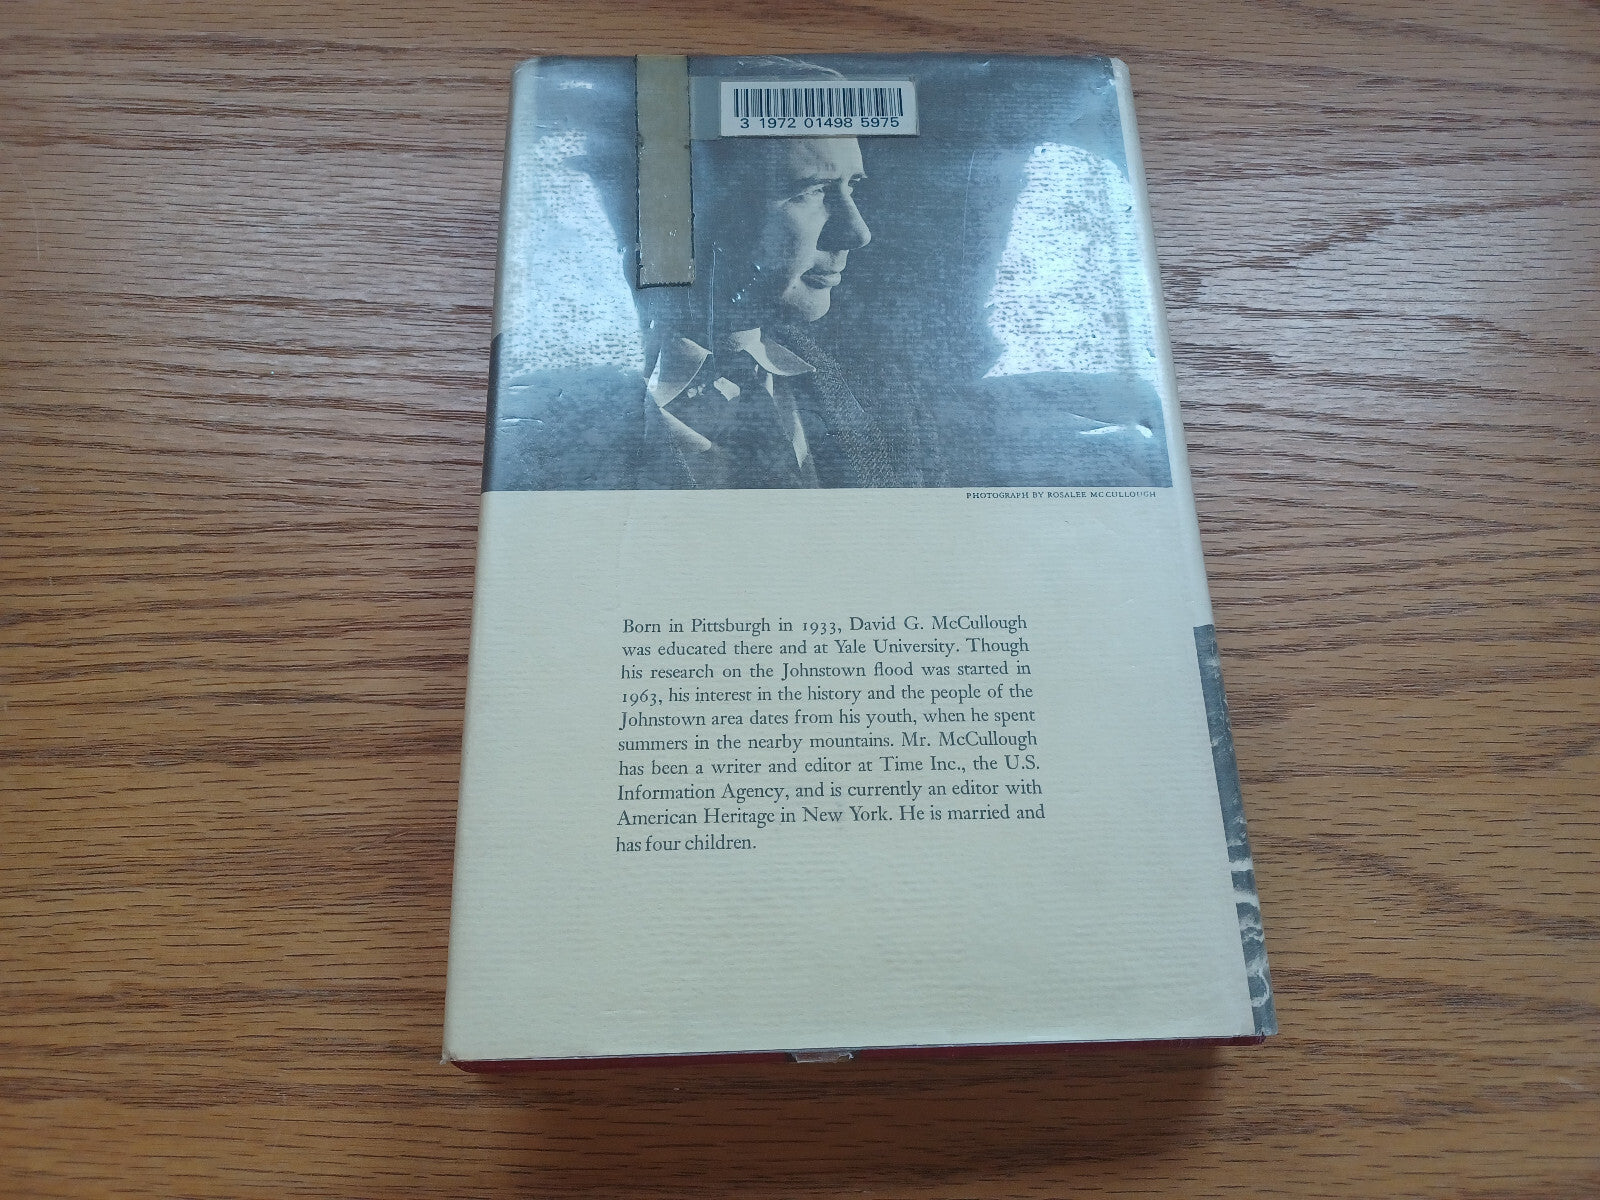 3 1972 01498 5975
PHOTOGRAPH BY ROSALEE MCCULLOUGH
Born in Pittsburgh in 1933, David G. McCullough
was educated there and at Yale University. Though
his research on the Johnstown flood was started in
1963, his interest in the history and the people of the
Johnstown area dates from his youth, when he spent
summers in the nearby mountains. Mr. McCullough
has been a writer and editor at Time Inc., the U.S.
Information Agency, and is currently an editor with
American Heritage in New York. He is married and
has four children.